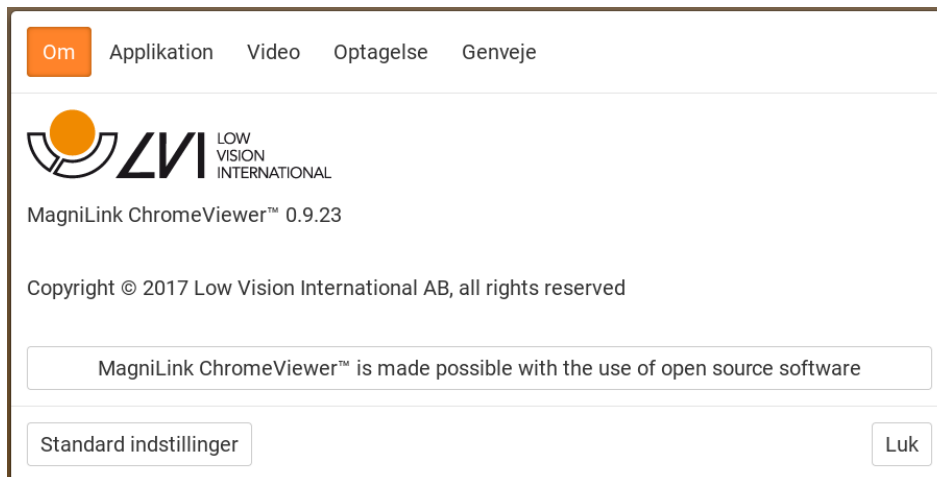 Om Applikation Video Optagelse Genveje
LVI LOW
VISION
INTERNATIONAL
MagniLink ChromeViewer™ 0.9.23
Copyright © 2017 Low Vision International AB, all rights reserved
MagniLink ChromeViewer™ is made possible with the use of open source software
Standard indstillinger Luk